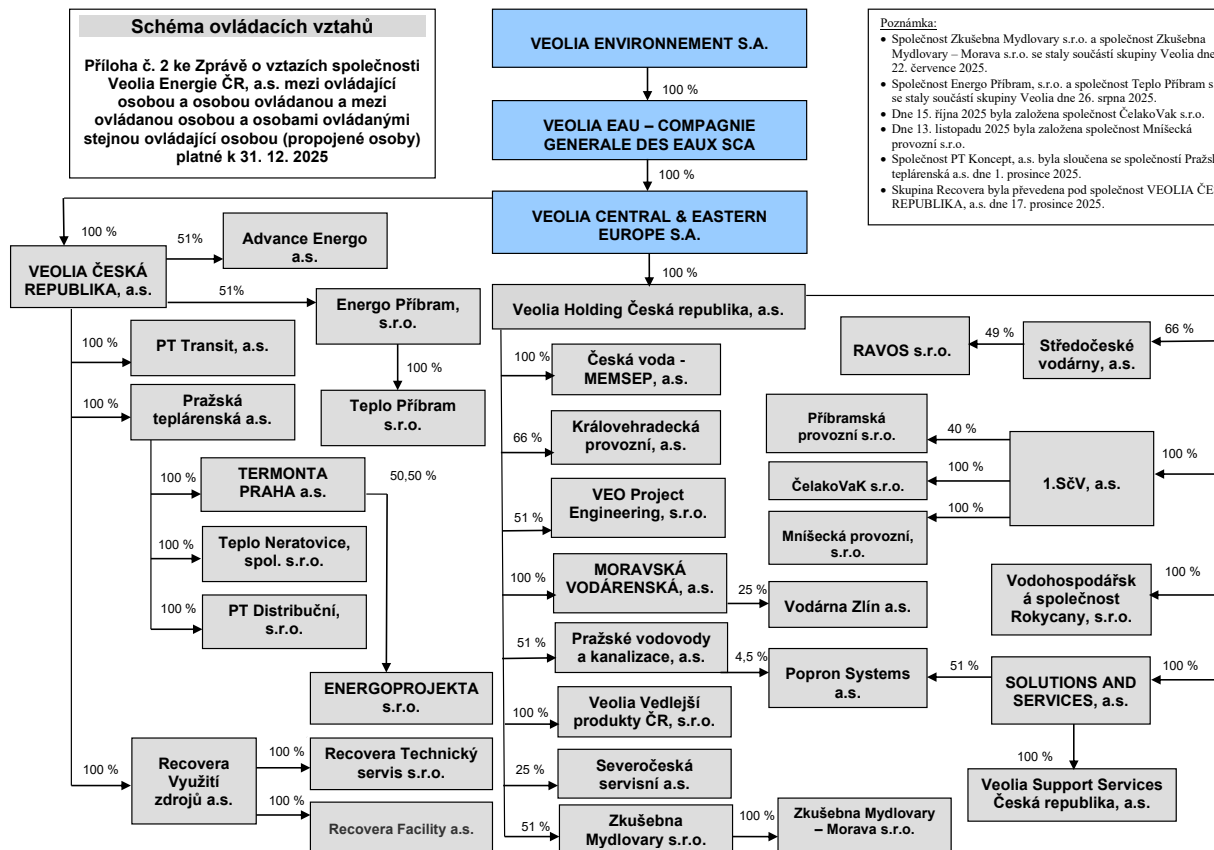 Schéma ovládacích vztahů
Příloha č. 2 ke Zprávě o vztazích společnosti
Veolia Energie ČR, a.s. mezi ovládající
osobou a osobou ovládanou a mezi
ovládanou osobou a osobami ovládanými
stejnou ovládající osobou (propojené osoby)
platné k 31. 12. 2025
VEOLIA ENVIRONNEMENT S.A.
100 %
VEOLIA EAU – COMPAGNIE
GENERALE DES EAUX SCA
100 %
VEOLIA CENTRAL & EASTERN
EUROPE S.A.
100 %
Poznámka:
• Společnost Zkušebna Mydlovary s.r.o. a společnost Zkušebna
Mydlovary – Morava s.r.o. se staly součástí skupiny Veolia dne
22. července 2025.
• Společnost Energo Příbram, s.r.o. a společnost Teplo Příbram s
se staly součástí skupiny Veolia dne 26. srpna 2025.
• Dne 15. října 2025 byla založena společnost ČelakoVak s.r.o.
• Dne 13. listopadu 2025 byla založena společnost Mníšecká
provozní s.r.o.
• Společnost PT Koncept, a.s. byla sloučena se společností Pražsk
teplárenská a.s. dne 1. prosince 2025.
• Skupina Recovera byla převedena pod společnost VEOLIA ČES
REPUBLIKA, a.s. dne 17. prosince 2025.
100 %
VEOLIA ČESKÁ
REPUBLIKA, a.s.
51%
Advance Energo
a.s.
51%
Energo Příbram,
s.r.o.
100 %
Teplo Příbram
s.r.o.
100 %
PT Transit, a.s.
100 %
Pražská
teplárenská a.s.
100 %
TERMONTA
PRAHA a.s.
50,50 %
100 %
Teplo Neratovice,
spol. s.r.o.
100 %
PT Distribuční,
s.r.o.
ENERGOPROJEKTA
s.r.o.
100 %
Recovera
Využití
zdrojů a.s.
100 %
Recovera Technický
servis s.r.o.
100 %
Recovera Facility a.s.
Veolia Holding Česká republika, a.s.
100 %
Česká voda -
MEMSEP, a.s.
66 %
Královehradecká
provozní, a.s.
51 %
VEO Project
Engineering, s.r.o.
100 %
MORAVSKÁ
VODÁRENSKÁ, a.s.
25 %
Vodárna Zlín a.s.
51 %
Pražské vodovody
a kanalizace, a.s.
4,5 %
Popron Systems
a.s.
100 %
Veolia Vedlejší
produkty ČR, s.r.o.
25 %
Severočeská
servisní a.s.
51 %
Zkušebna
Mydlovary s.r.o.
100 %
Zkušebna Mydlovary
– Morava s.r.o.
66 %
Středočeské
vodárny, a.s.
49 %
RAVOS s.r.o.
100 %
1.SčV, a.s.
40 %
Příbramská
provozní s.r.o.
100 %
ČelakoVaK s.r.o.
100 %
Mníšecká provozní,
s.r.o.
100 %
Vodohospodářsk
á společnost
Rokycany, s.r.o.
100 %
SOLUTIONS AND
SERVICES, a.s.
51 %
100 %
Veolia Support Services
Česká republika, a.s.